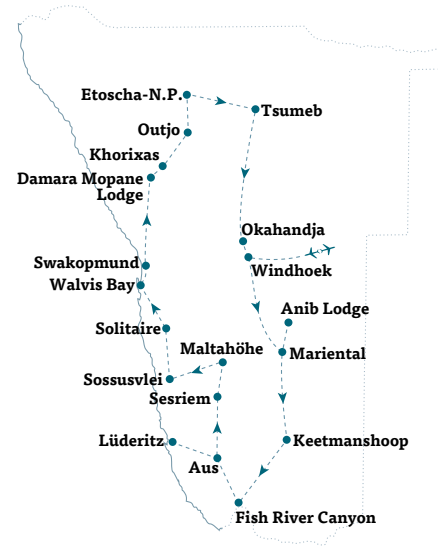 Etoscha-N.P.
Tsumeb
Outjo
Khorixas
Damara Mopane
Lodge
Okahandja
Swakopmund
Windhoek
Walvis Bay
Anib Lodge
Solitaire
Maltahöhe
Mariental
Sossusvlei
Sesriem
Lüderitz
Keetmanshoop
Aus
Fish River Canyon